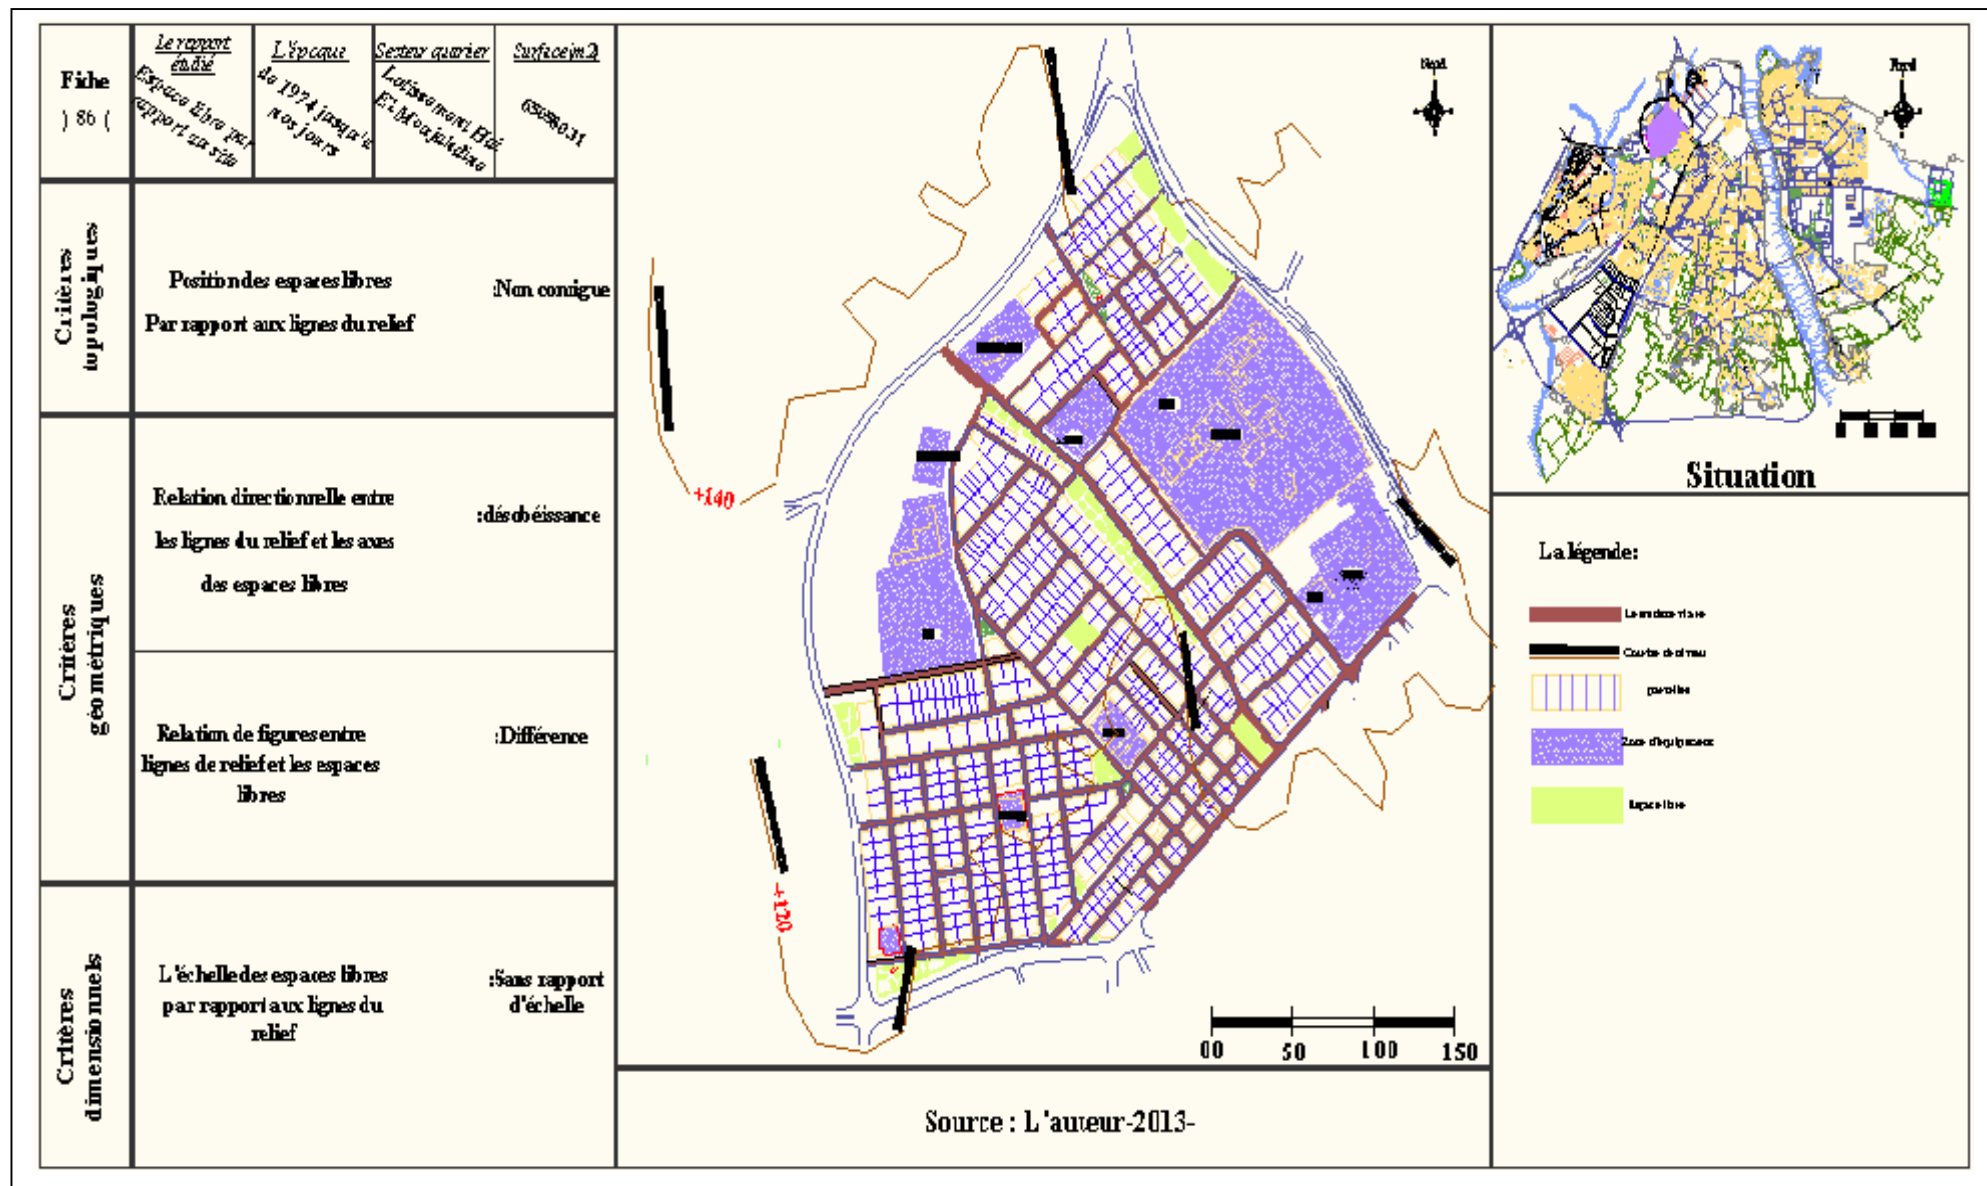 Fiche
) 86 (
Le rapport
étudié
Espace libre par
rapport au site
L'époque
de 1974 jusqu'à
nos jours
Secteur quartier
Lotissement Hai
El Moujahidine
Surface(m2)
Critères
topologiques
Position des espaces libres
Par rapport aux lignes du relief
:Non contigue
Critères
géométriques
Relation directionnelle entre
les lignes du relief et les axes
des espaces libres
:désobéissance
Relation de figures entre
lignes de relief et les espaces
libres
:Différence
Critères
dimensionnels
L'échelle des espaces libres
par rapport aux lignes du
relief
:Sans rapport
d'échelle
Nord
+140
+120
00 50 100 150
Source : L'auteur-2013-
Nord
Situation
La légende:
Courbe de niveau
parcelles
Zone d'équipement
Espace libre